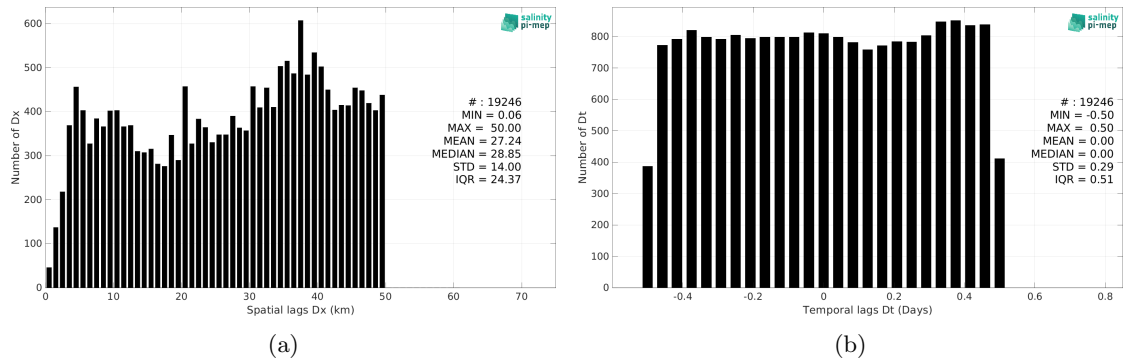 salinity
pi-mep
600
500
400
300
200
100
0
Number of Dx
# : 19246
MIN = 0.06
MAX = 50.00
MEAN = 27.24
MEDIAN = 28.85
STD = 14.00
IQR = 24.37
0 10 20 30 40 50 60 70
Spatial lags Dx (km)
(a)
salinity
pi-mep
800
700
600
500
400
300
200
100
0
Number of Dt
# : 19246
MIN = -0.50
MAX = 0.50
MEAN = 0.00
MEDIAN = 0.00
STD = 0.29
IQR = 0.51
-0.4 -0.2 0 0.2 0.4 0.6 0.8
Temporal lags Dt (Days)
(b)